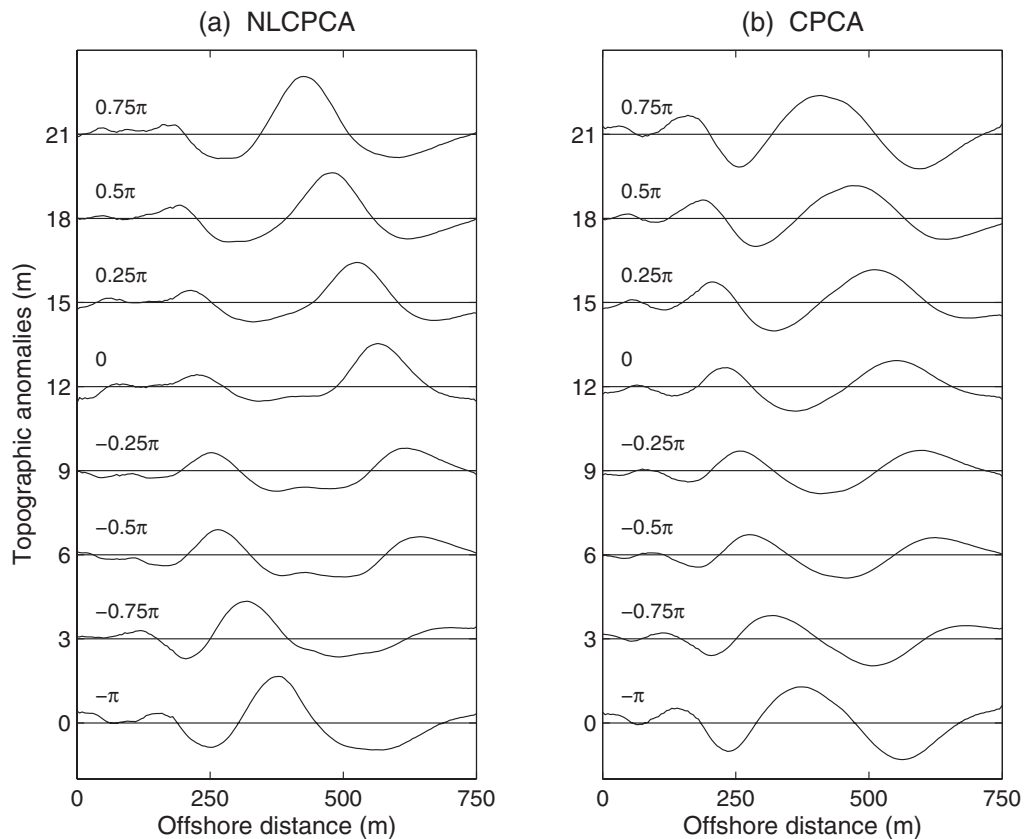 (a) NLCPCA
(b) CPCA
Topographic anomalies (m)
0.75π
21
0.5π
18
0.25π
15
0
12
−0.25π
9
−0.5π
6
−0.75π
3
−π
0
0 250 500 750
Offshore distance (m)
0.75π
21
0.5π
18
0.25π
15
0
12
−0.25π
9
−0.5π
6
−0.75π
3
−π
0
0 250 500 750
Offshore distance (m)